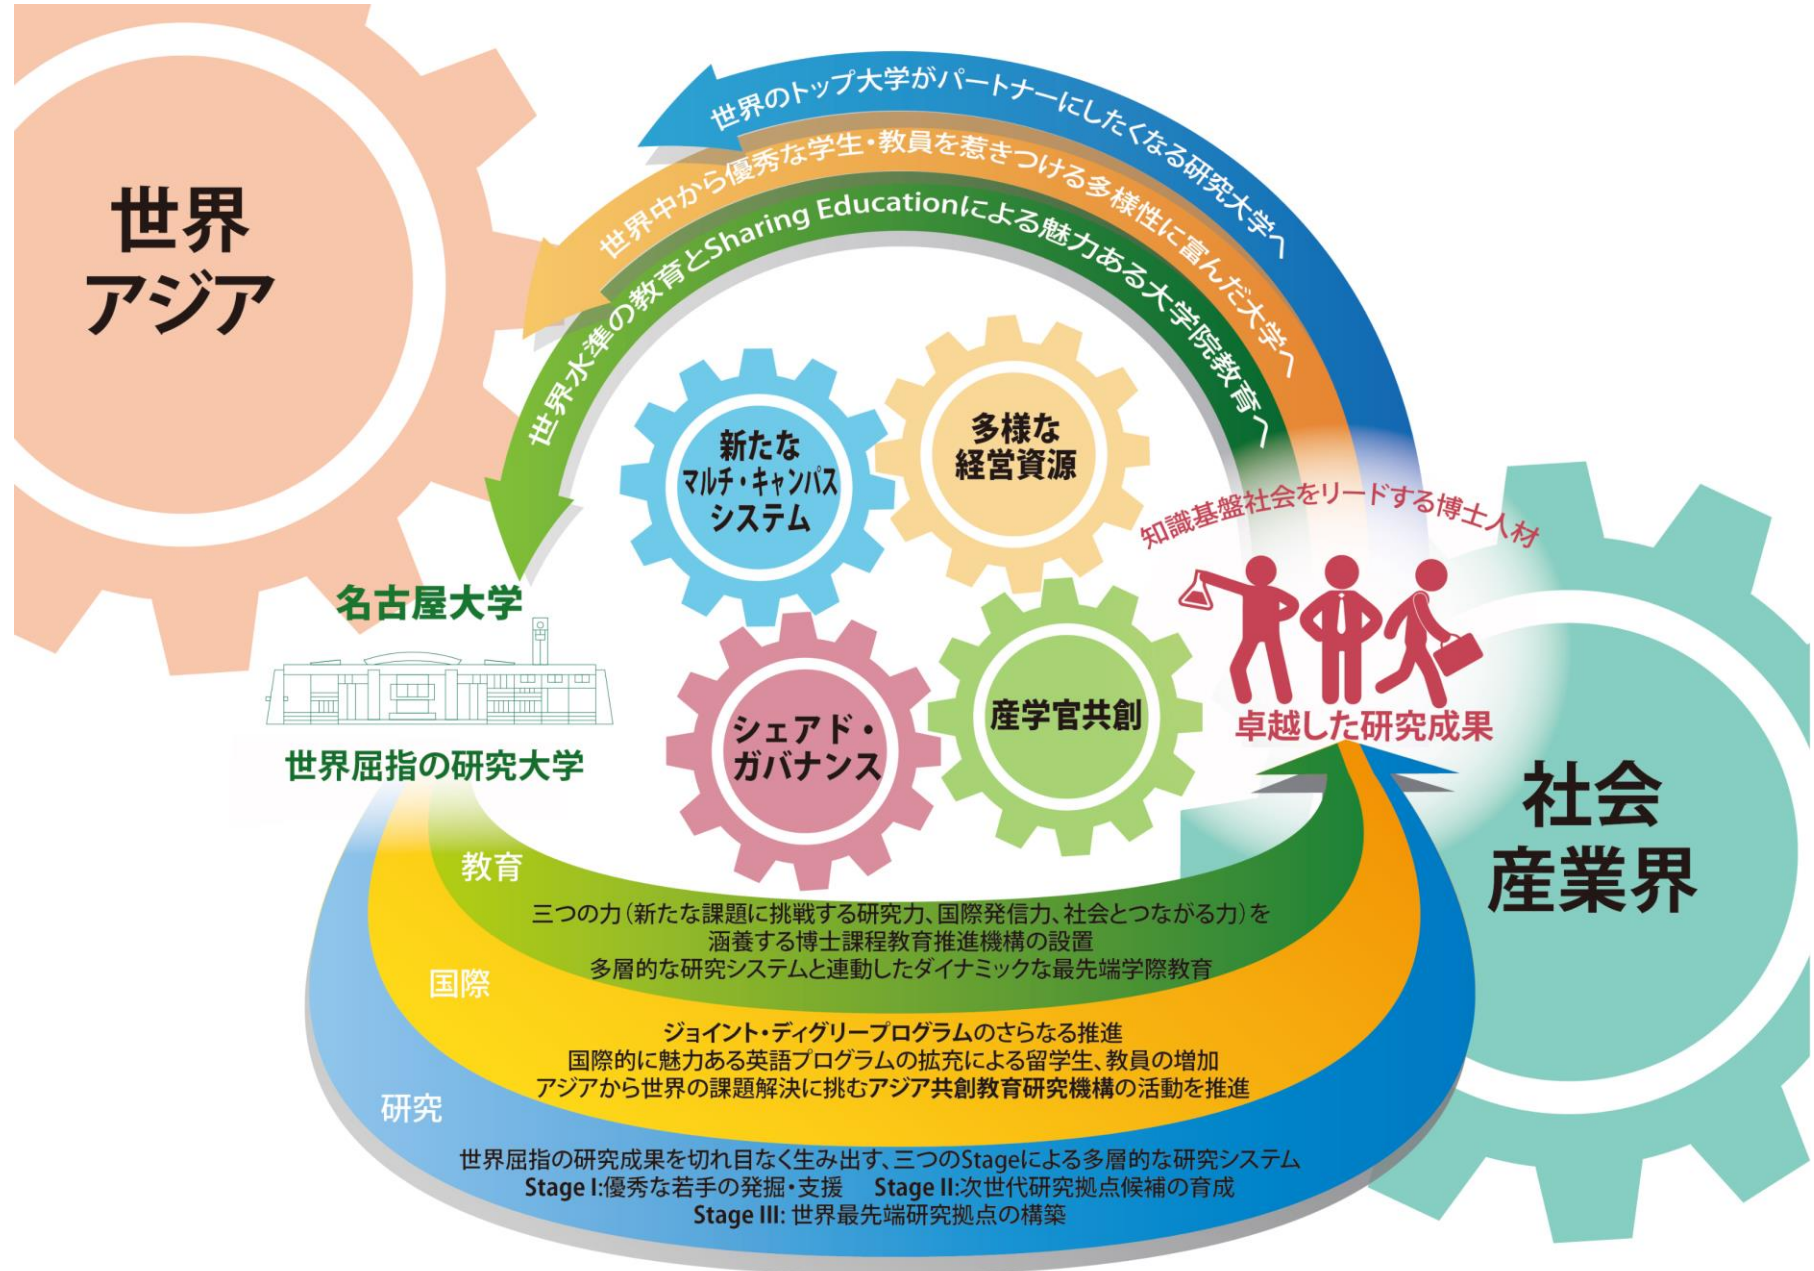 世界のトップ大学がパートナーにしたくなる研究大学へ
世界中から優秀な学生・教員を惹きつける多様性に富んだ大学へ
世界水準の教育とSharing Educationによる魅力ある大学院教育へ
世界
アジア
新たな
マルチ・キャンパス
システム
多様な
経営資源
シェアド・
ガバナンス
産学官共創
知識基盤社会をリードする博士人材
卓越した研究成果
名古屋大学
世界屈指の研究大学
社会
産業界
教育
三つの力（新たな課題に挑戦する研究力、国際発信力、社会とつながる力）を
涵養する博士課程教育推進機構の設置
多層的な研究システムと連動したダイナミックな最先端学際教育
国際
ジョイント・ディグリープログラムのさらなる推進
国際的に魅力ある英語プログラムの拡充による留学生、教員の増加
アジアから世界の課題解決に挑むアジア共創教育研究機構の活動を推進
研究
世界屈指の研究成果を切れ目なく生み出す、三つのStageによる多層的な研究システム
Stage I:優秀な若手の発掘・支援 Stage II:次世代研究拠点候補の育成
Stage III: 世界最先端研究拠点の構築